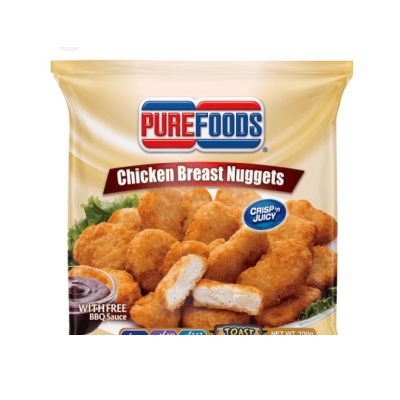 PUREFOODS
®
Chicken Breast Nuggets
CRISP 'n
JUICY
WITH FREE
BBQ Sauce
TOAST
NET WT. 200g